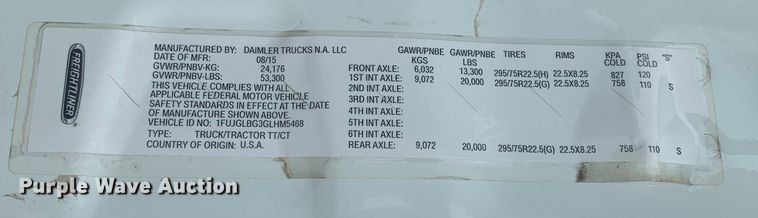 FREIGHTLINER
MANUFACTURED BY: DAIMLER TRUCKS N.A. LLC
DATE OF MFR: 08/15
GVWR/PNBV-KG: 24,176
GVWR/PNBV-LBS: 53,300
THIS VEHICLE COMPLIES WITH ALL
APPLICABLE FEDERAL MOTOR VEHICLE
SAFETY STANDARDS IN EFFECT AT THE DATE
OF MANUFACTURE SHOWN ABOVE.
VEHICLE ID NO.: 1FUJGLBG3GLHM5468
TYPE: TRUCK/TRACTOR TT/CT
COUNTRY OF ORIGIN: U.S.A.
GAWR/PNBE KGS GAWR/PNBE LBS TIRES RIMS KPA COLD PSI COLD "S"
FRONT AXLE: 6,032 13,300 295/75R22.5(H) 22.5X8.25 827 120
1ST INT AXLE: 9,072 20,000 295/75R22.5(G) 22.5X8.25 758 110 S
2ND INT AXLE:
3RD INT AXLE:
4TH INT AXLE:
5TH INT AXLE:
6TH INT AXLE:
REAR AXLE: 9,072 20,000 295/75R22.5(G) 22.5X8.25 758 110 S
Purple Wave Auction